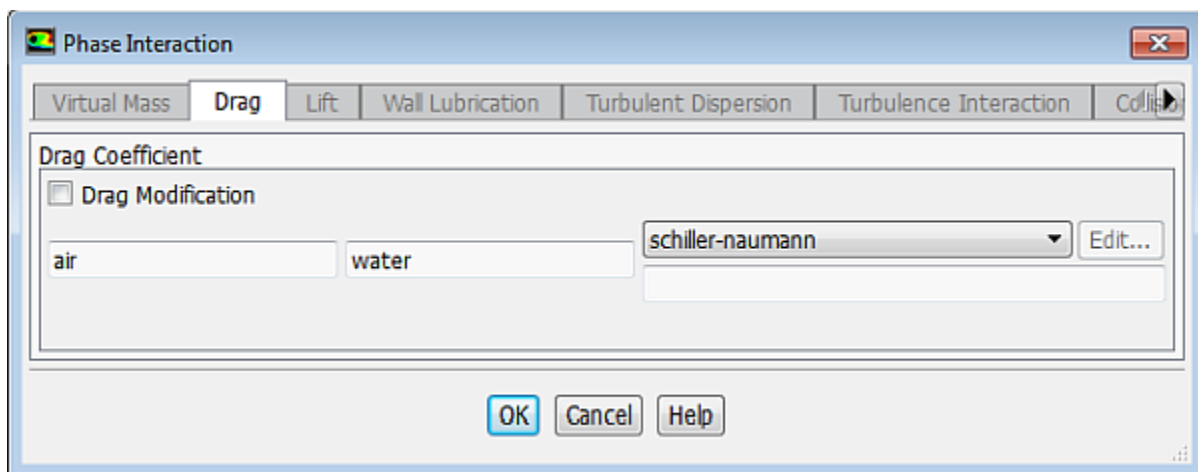 Phase Interaction
Virtual Mass Drag Lift Wall Lubrication Turbulent Dispersion Turbulence Interaction
Drag Coefficient
Drag Modification
schiller-naumann Edit...
air water
OK Cancel Help